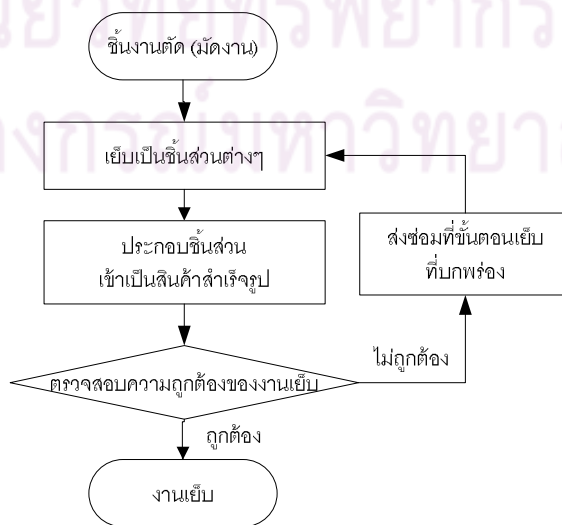 ชิ้นงานตัด (มัดงาน)
เย็บเป็นชิ้นส่วนต่างๆ
ประกอบชิ้นส่วน
เข้าเป็นสินค้าสำเร็จรูป
ส่งซ่อมที่ขั้นตอนเย็บ
ที่บกพร่อง
ไม่ถูกต้อง
ตรวจสอบความถูกต้องของงานเย็บ
ถูกต้อง
งานเย็บ